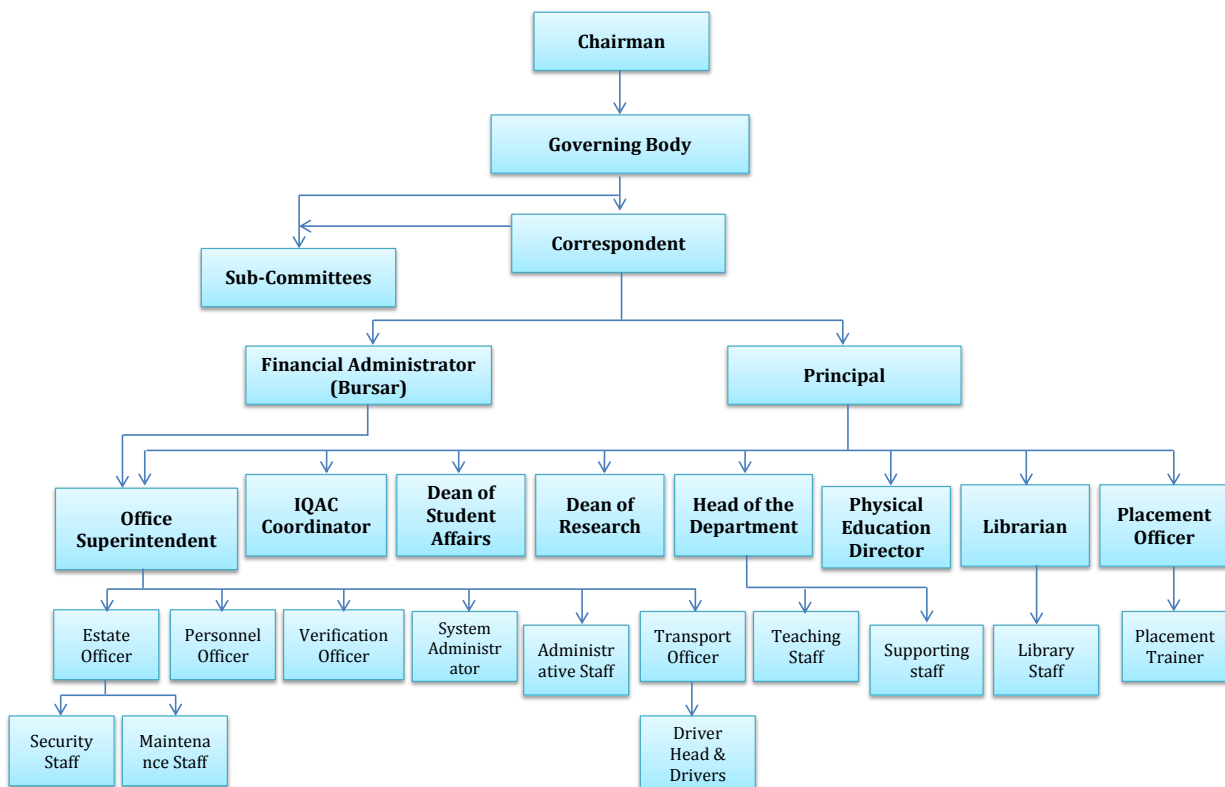 Chairman
Governing Body
Correspondent
Sub-Committees
Financial Administrator
(Bursar)
Principal
Office
Superintendent
IQAC
Coordinator
Dean of
Student
Affairs
Dean of
Research
Head of the
Department
Physical
Education
Director
Librarian
Placement
Officer
Estate
Officer
Personnel
Officer
Verification
Officer
System
Administr
ator
Administr
ative Staff
Transport
Officer
Teaching
Staff
Supporting
staff
Library
Staff
Placement
Trainer
Security
Staff
Maintena
nce Staff
Driver
Head &
Drivers